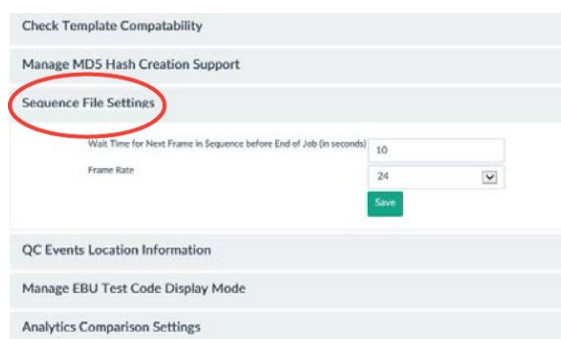 Check Template Compatability
Manage MD5 Hash Creation Support
Sequence File Settings
Wait Time for Next Frame in Sequence before End of Job (in seconds) 10
Frame Rate 24
Save
QC Events Location Information
Manage EBU Test Code Display Mode
Analytics Comparison Settings